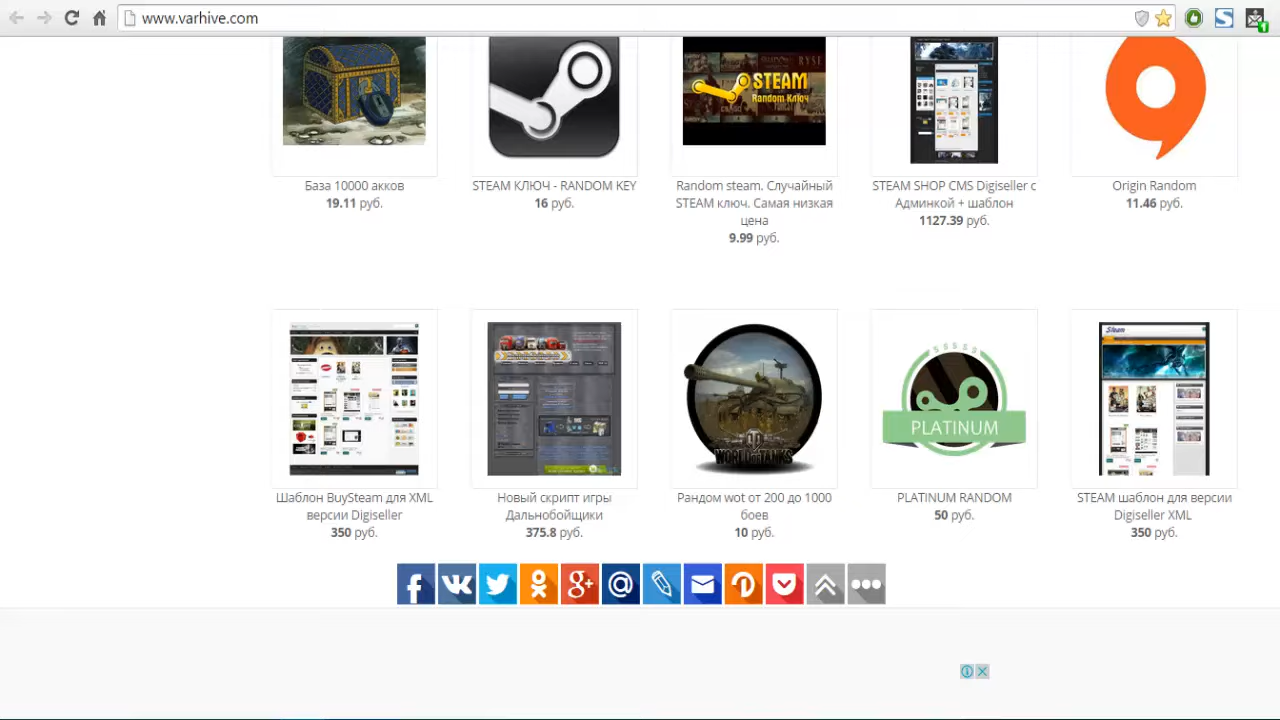 www.varhive.com
1
RYSE
STEAM
Random Ключ
База 10000 акков
19.11 руб.
STEAM КЛЮЧ - RANDOM KEY
16 руб.
Random steam. Случайный
STEAM ключ. Самая низкая
цена
9.99 руб.
STEAM SHOP CMS Digiseller с
Админкой + шаблон
1127.39 руб.
Origin Random
11.46 руб.
WORLD OF TANKS
$ $ $ $ $
PLATINUM
Steam
Шаблон BuySteam для XML
версии Digiseller
350 руб.
Новый скрипт игры
Дальнобойщики
375.8 руб.
Рандом wot от 200 до 1000
боев
10 руб.
PLATINUM RANDOM
50 руб.
STEAM шаблон для версии
Digiseller XML
350 руб.